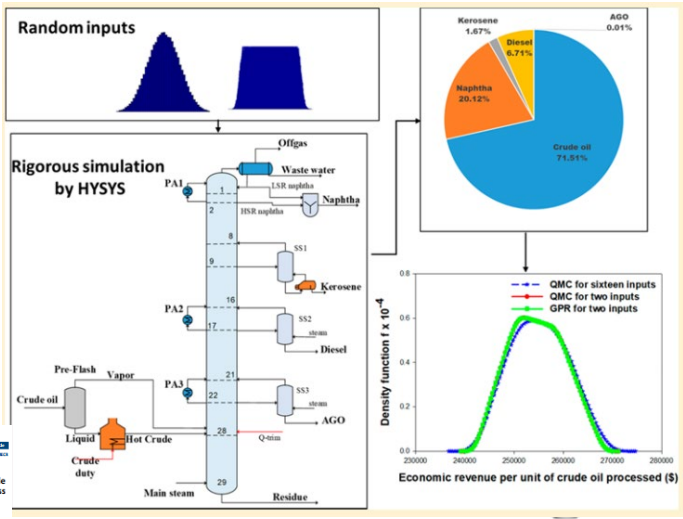 Random inputs
Rigorous simulation
by HYSYS
Offgas
Waste water
LSR naphtha
Naphtha
HSR naphtha
PA1
1
2
8
9
SS1
Kerosene
PA2
16
17
SS2
steam
Diesel
PA3
21
22
SS3
steam
AGO
Pre-Flash
Vapor
Crude oil
Liquid
Hot Crude
Crude
duty
28
Q-trim
Main steam
29
Residue
Kerosene
1.67%
AGO
0.01%
Diesel
6.71%
Naphtha
20.12%
Crude oil
71.51%
QMC for sixteen inputs
QMC for two inputs
GPR for two inputs
Density function f x 10⁻⁴
0.8
0.6
0.4
0.2
0.0
230000 240000 250000 260000 270000 280000
Economic revenue per unit of crude oil processed ($)